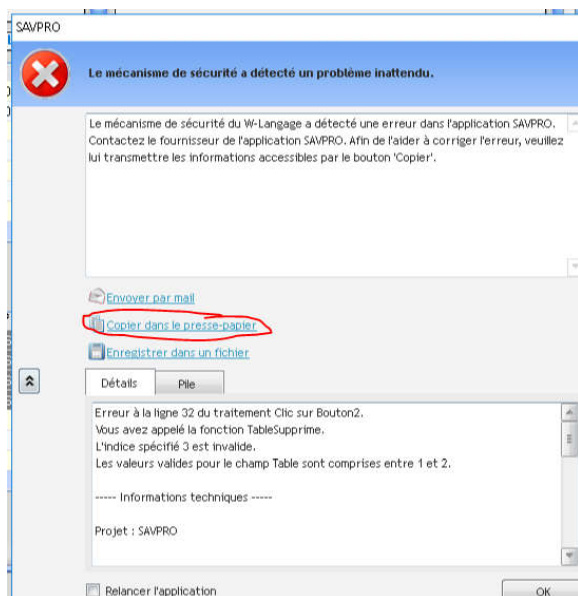 SAVPRO
Le mécanisme de sécurité a détecté un problème inattendu.
Le mécanisme de sécurité du W-Langage a détecté une erreur dans l'application SAVPRO.
Contactez le fournisseur de l'application SAVPRO. Afin de l'aider à corriger l'erreur, veuillez
lui transmettre les informations accessibles par le bouton 'Copier'.
Envoyer par mail
Copier dans le presse-papier
Enregistrer dans un fichier
Détails Pile
Erreur à la ligne 32 du traitement Clic sur Bouton2.
Vous avez appelé la fonction TableSupprime.
L'indice spécifié 3 est invalide.
Les valeurs valides pour le champ Table sont comprises entre 1 et 2.
----- Informations techniques -----
Projet : SAVPRO
Relancer l'application OK